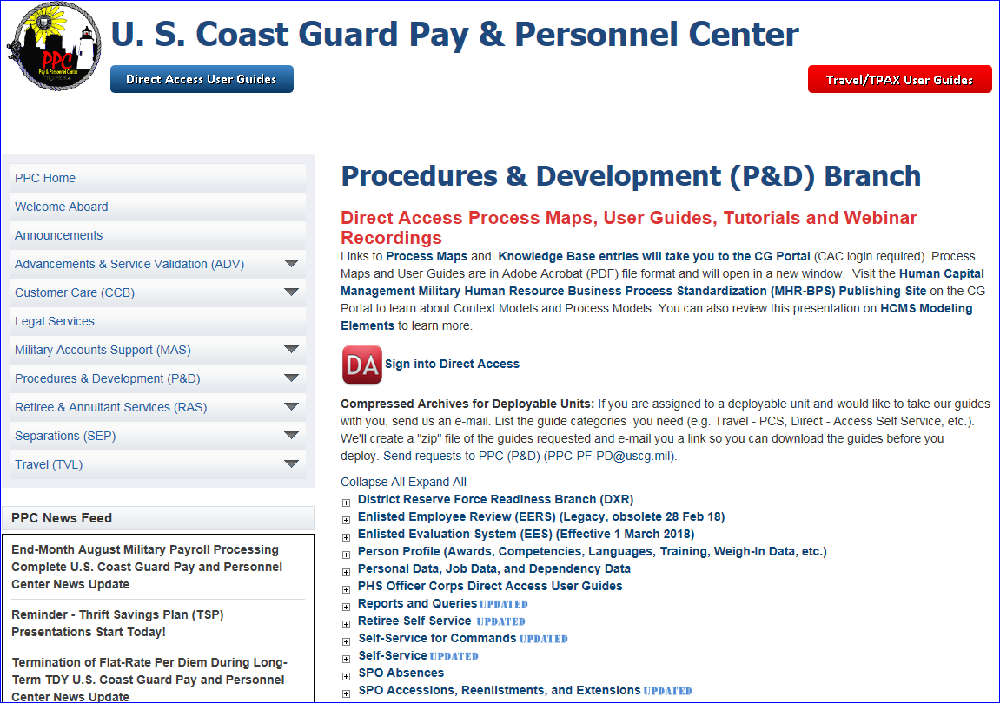 PPC
Pay & Personnel Center
U. S. Coast Guard Pay & Personnel Center
Direct Access User Guides
Travel/TPAX User Guides
PPC Home
Welcome Aboard
Announcements
Advancements & Service Validation (ADV)
Customer Care (CCB)
Legal Services
Military Accounts Support (MAS)
Procedures & Development (P&D)
Retiree & Annuitant Services (RAS)
Separations (SEP)
Travel (TVL)
PPC News Feed
End-Month August Military Payroll Processing
Complete U.S. Coast Guard Pay and Personnel
Center News Update
Reminder - Thrift Savings Plan (TSP)
Presentations Start Today!
Termination of Flat-Rate Per Diem During Long-
Term TDY U.S. Coast Guard Pay and Personnel
Center News Update
Procedures & Development (P&D) Branch
Direct Access Process Maps, User Guides, Tutorials and Webinar
Recordings
Links to Process Maps and  Knowledge Base entries will take you to the CG Portal (CAC login required). Process
Maps and User Guides are in Adobe Acrobat (PDF) file format and will open in a new window.  Visit the Human Capital
Management Military Human Resource Business Process Standardization (MHR-BPS) Publishing Site on the CG
Portal to learn about Context Models and Process Models. You can also review this presentation on HCMS Modeling
Elements to learn more.
DA Sign into Direct Access
Compressed Archives for Deployable Units: If you are assigned to a deployable unit and would like to take our guides
with you, send us an e-mail. List the guide categories  you need (e.g. Travel - PCS, Direct - Access Self Service, etc.).
We'll create a "zip" file of the guides requested and e-mail you a link so you can download the guides before you
deploy. Send requests to PPC (P&D) (PPC-PF-PD@uscg.mil).
Collapse All Expand All
District Reserve Force Readiness Branch (DXR)
Enlisted Employee Review (EERS) (Legacy, obsolete 28 Feb 18)
Enlisted Evaluation System (EES) (Effective 1 March 2018)
Person Profile (Awards, Competencies, Languages, Training, Weigh-In Data, etc.)
Personal Data, Job Data, and Dependency Data
PHS Officer Corps Direct Access User Guides
Reports and Queries UPDATED
Retiree Self Service UPDATED
Self-Service for Commands UPDATED
Self-Service UPDATED
SPO Absences
SPO Accessions, Reenlistments, and Extensions UPDATED